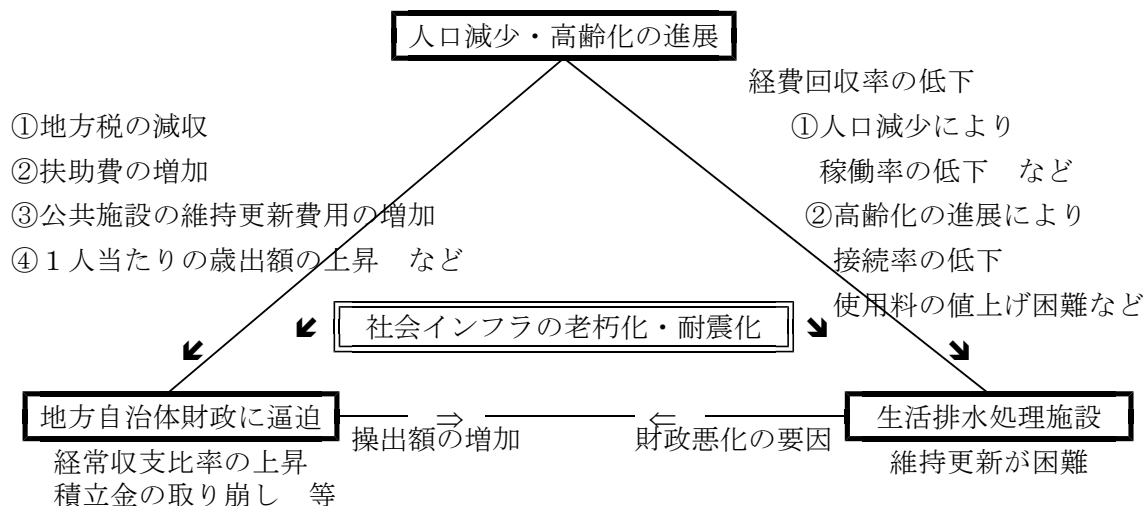 人口減少・高齢化の進展
経費回収率の低下
①地方税の減収
①人口減少により
②扶助費の増加
稼働率の低下　など
③公共施設の維持更新費用の増加
②高齢化の進展により
④１人当たりの歳出額の上昇　など
接続率の低下
使用料の値上げ困難など
社会インフラの老朽化・耐震化
地方自治体財政に逼迫
⇒
⇐
生活排水処理施設
操出額の増加
財政悪化の要因
経常収支比率の上昇
維持更新が困難
積立金の取り崩し　等